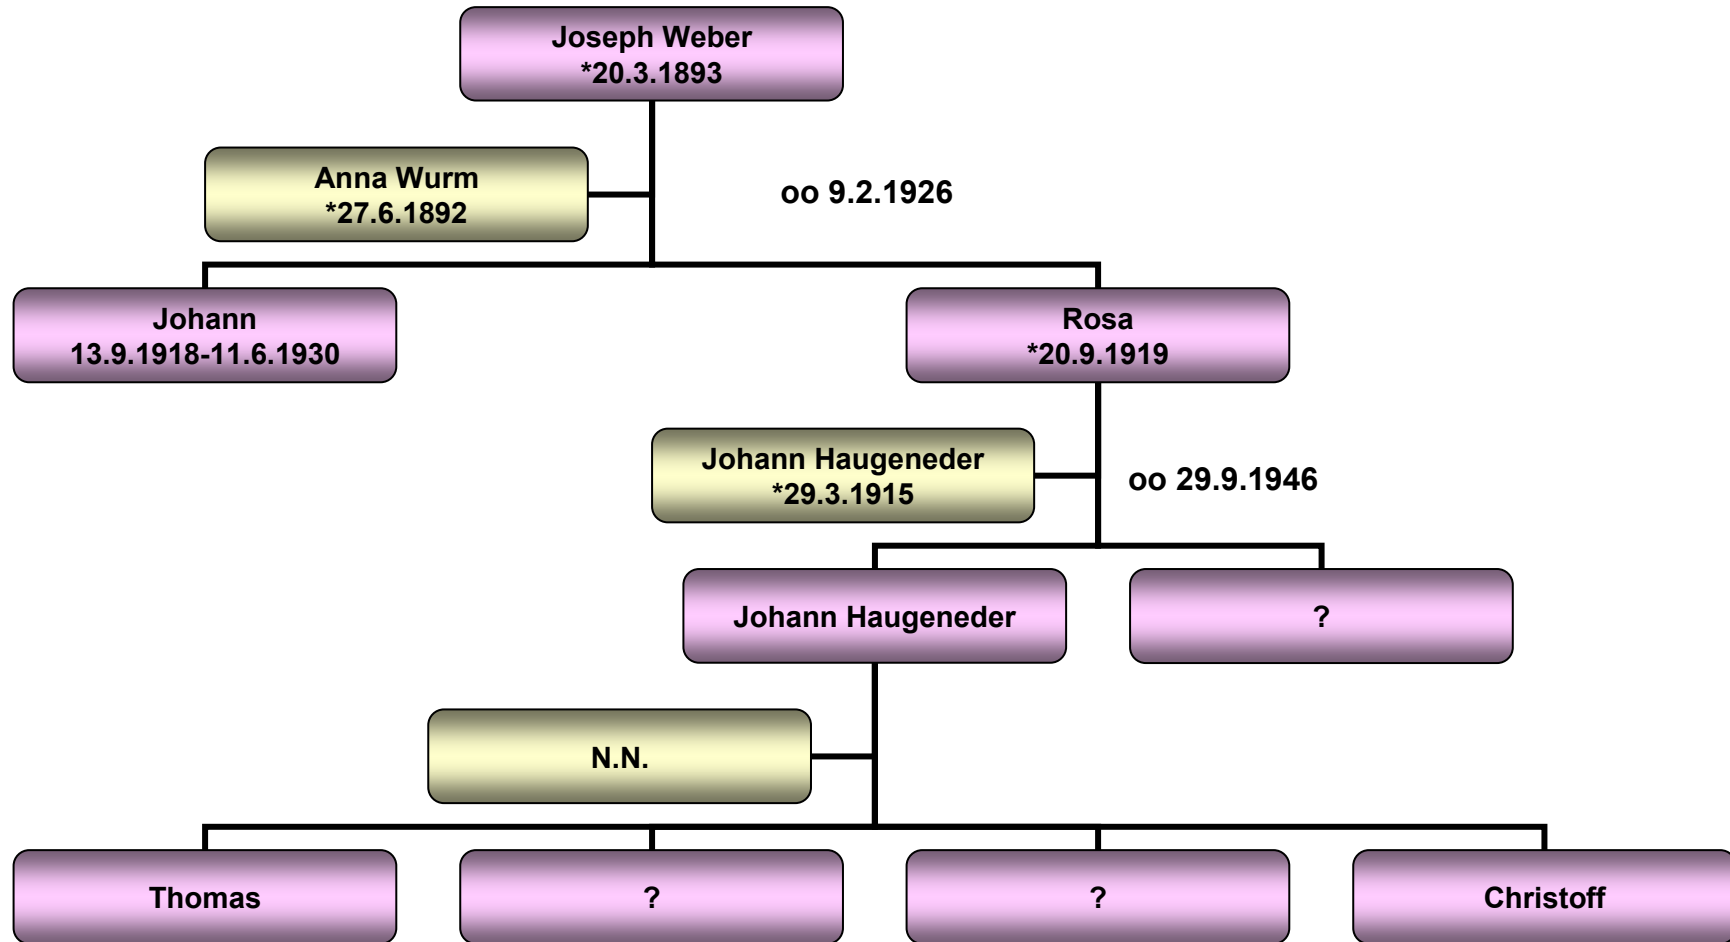 Joseph Weber
*20.3.1893
Anna Wurm
*27.6.1892
oo 9.2.1926
Johann
13.9.1918-11.6.1930
Rosa
*20.9.1919
Johann Haugeneder
*29.3.1915
oo 29.9.1946
Johann Haugeneder
?
N.N.
Thomas
?
?
Christoff